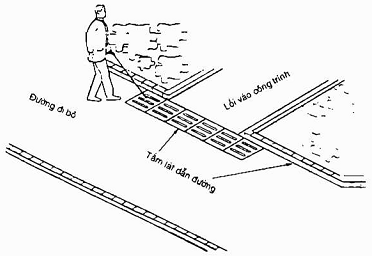 Đường đi bộ
Lối vào công trình
Tấm lát dẫn đường